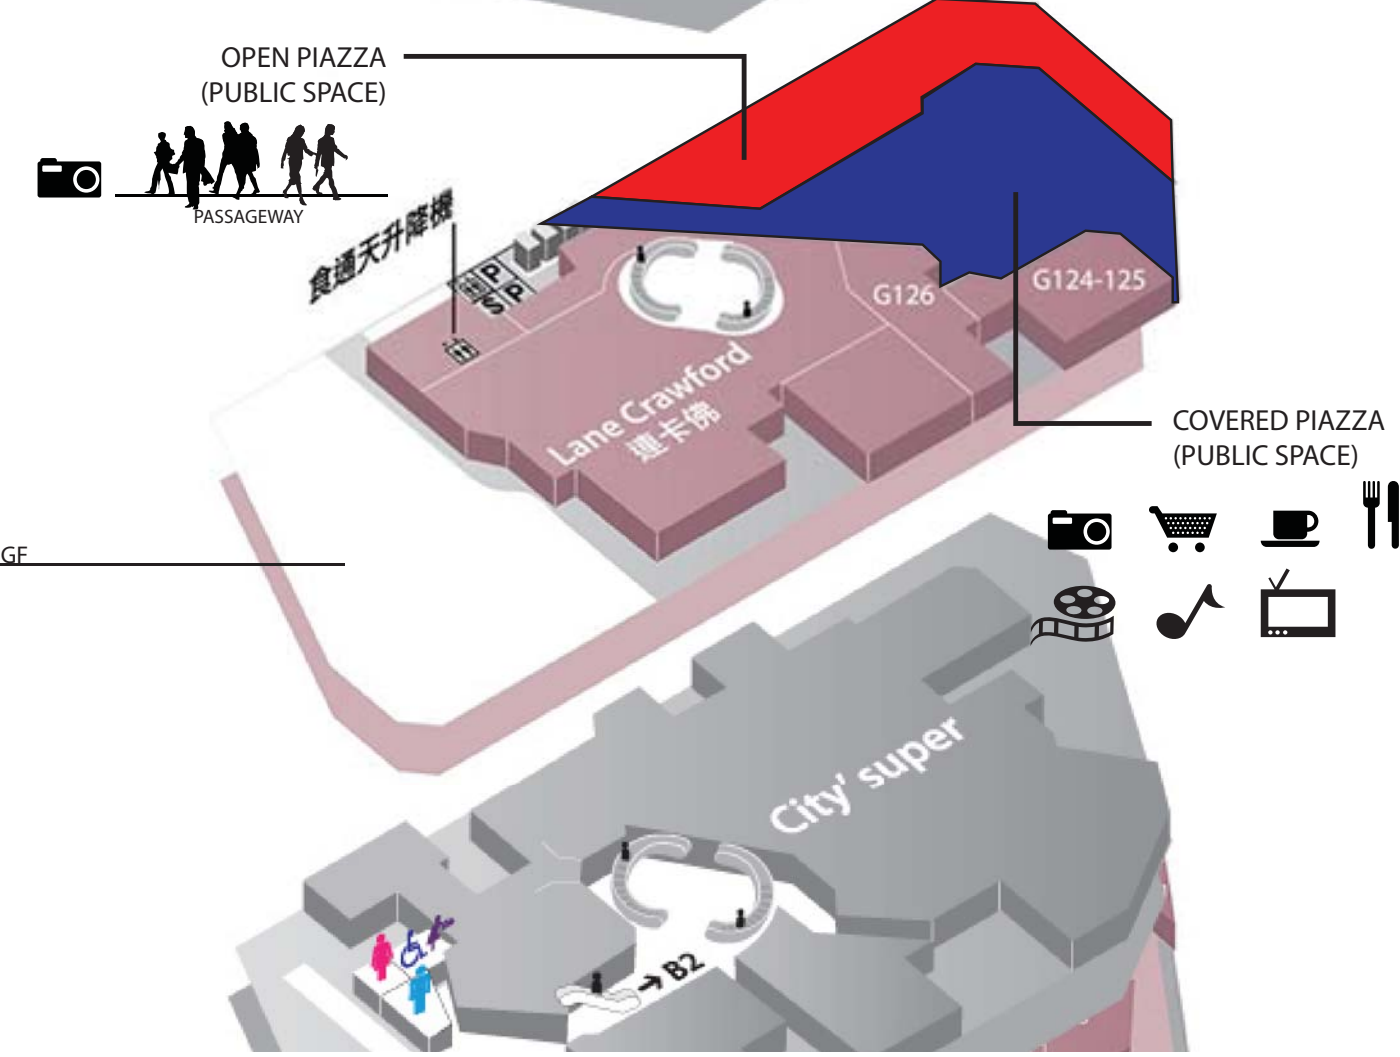 OPEN PIAZZA
(PUBLIC SPACE)
PASSAGEWAY
食通天升降機
P
P
S
G126
G124-125
Lane Crawford
連卡佛
COVERED PIAZZA
(PUBLIC SPACE)
GF
City' super
→ B2